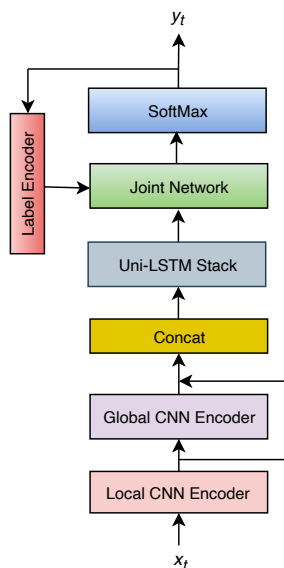 y_t
SoftMax
Label Encoder
Joint Network
Uni-LSTM Stack
Concat
Global CNN Encoder
Local CNN Encoder
x_t